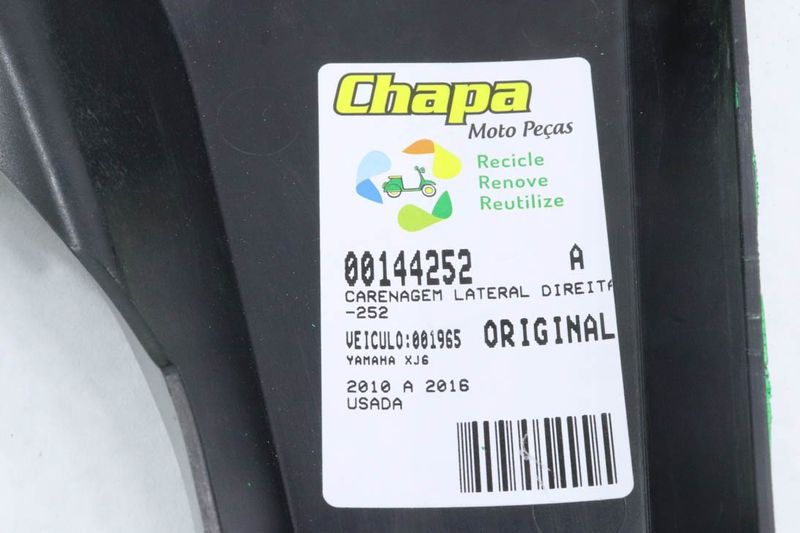 Chapa
Moto Peças
Recicle
Renove
Reutilize
00144252 A
CARENAGEM LATERAL DIREITA
-252
VEICULO:001965 ORIGINAL
YAMAHA XJ6
2010 A 2016
USADA